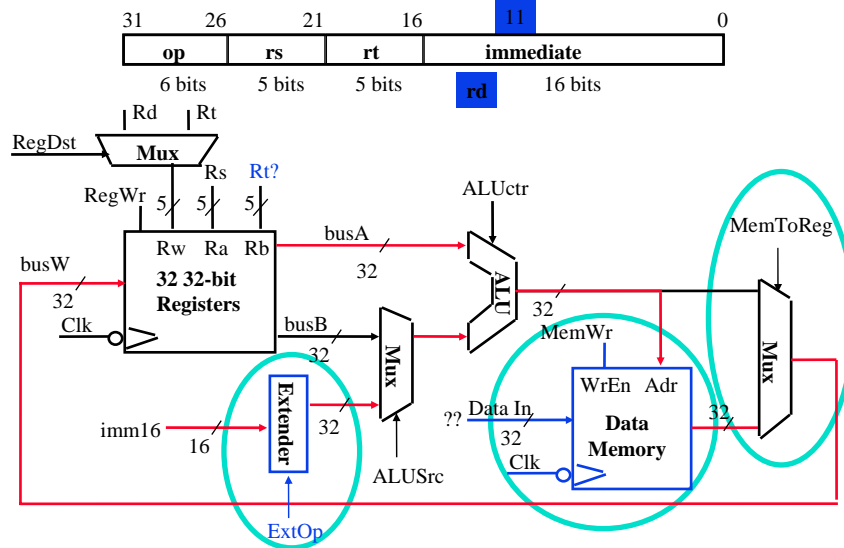 31 26 21 16 11 0
op rs rt immediate
6 bits 5 bits 5 bits rd 16 bits
Rd Rt
RegDst
Mux
Rs Rt?
RegWr
5 5 5
ALUctr
Rw Ra Rb
busA
32
MemToReg
busW
32
32 32-bit
Registers
ALU
32
Clk
busB
32
Mux
MemWr
Mux
WrEn Adr
Extender
32
imm16
16
?? Data In
32
Data
Memory
32
ALUSrc
Clk
ExtOp